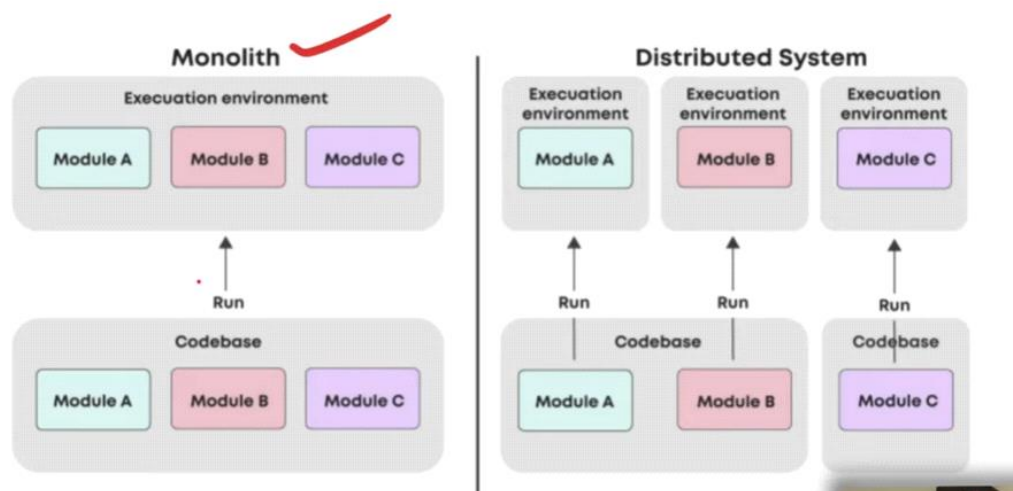 Monolith
Execuation environment
Module A
Module B
Module C
Run
Codebase
Module A
Module B
Module C
Distributed System
Execuation
environment
Module A
Execuation
environment
Module B
Execuation
environment
Module C
Run
Run
Run
Codebase
Module A
Module B
Codebase
Module C